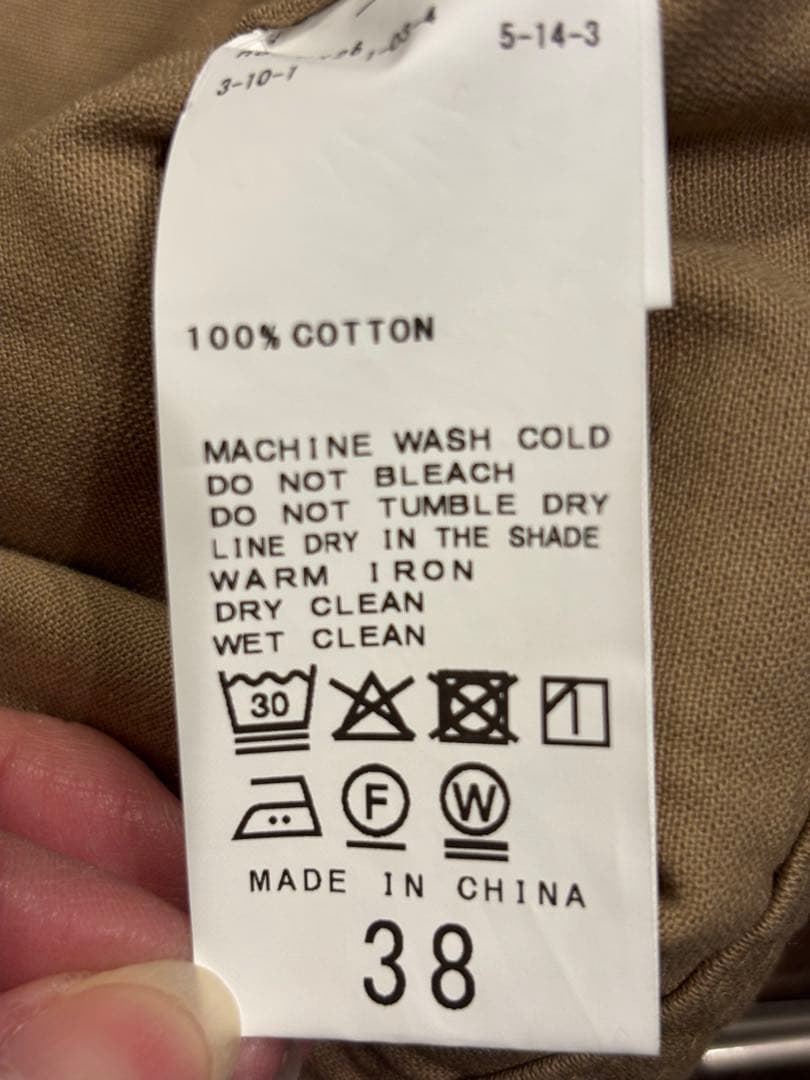 5-14-3
3-10-1
100% COTTON
MACHINE WASH COLD
DO NOT BLEACH
DO NOT TUMBLE DRY
LINE DRY IN THE SHADE
WARM IRON
DRY CLEAN
WET CLEAN
30
F W
MADE IN CHINA
38